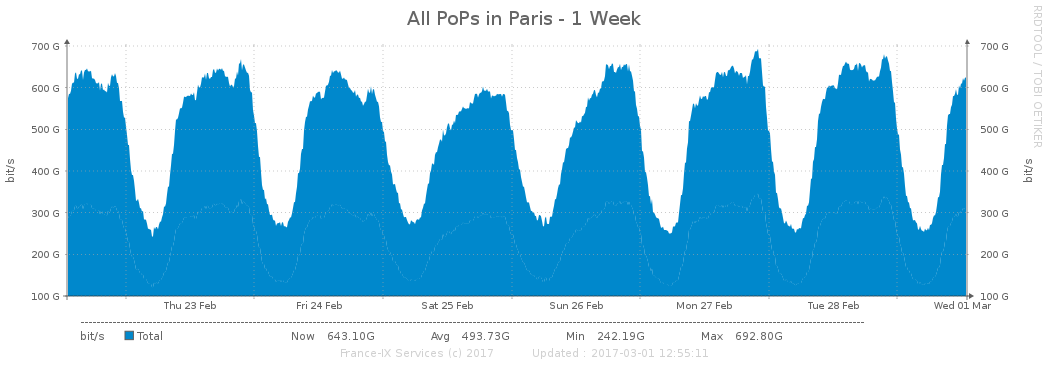 All PoPs in Paris - 1 Week
RRDTOOL / TOBI OETIKER
700 G 700 G
600 G 600 G
500 G 500 G
400 G 400 G
300 G 300 G
200 G 200 G
100 G 100 G
bit/s bit/s
Thu 23 Feb Fri 24 Feb Sat 25 Feb Sun 26 Feb Mon 27 Feb Tue 28 Feb Wed 01 Mar
bit/s Total Now 643.10G Avg 493.73G Min 242.19G Max 692.80G
France-IX Services (c) 2017 Updated : 2017-03-01 12:55:11